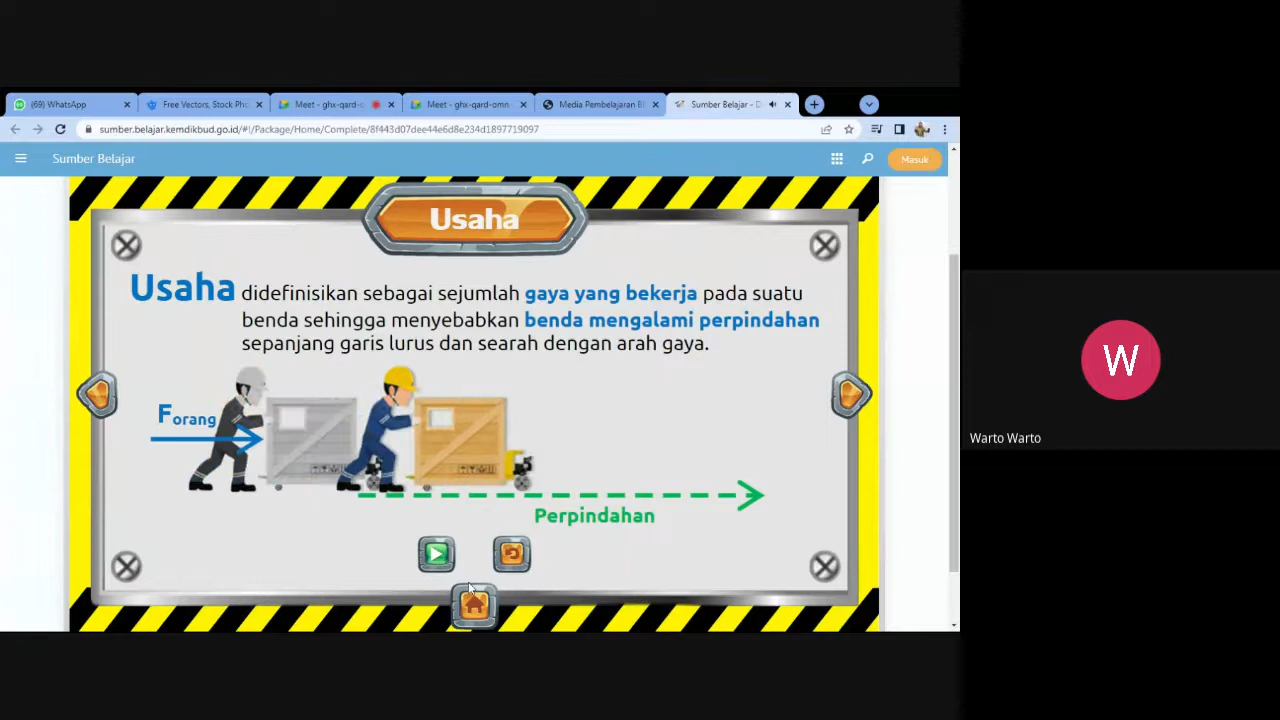 (69) WhatsApp
Free Vectors, Stock Pho
Meet - ghx-qard-o
Meet - ghx-qard-omn
Media Pembelajaran B
Sumber Belajar - D
sumber.belajar.kemdikbud.go.id/#!/Package/Home/Complete/8f443d07dee44e6d8e234d1897719097
Sumber Belajar
Masuk
Usaha
Usaha didefinisikan sebagai sejumlah gaya yang bekerja pada suatu
benda sehingga menyebabkan benda mengalami perpindahan
sepanjang garis lurus dan searah dengan arah gaya.
Forang
Perpindahan
W
Warto Warto